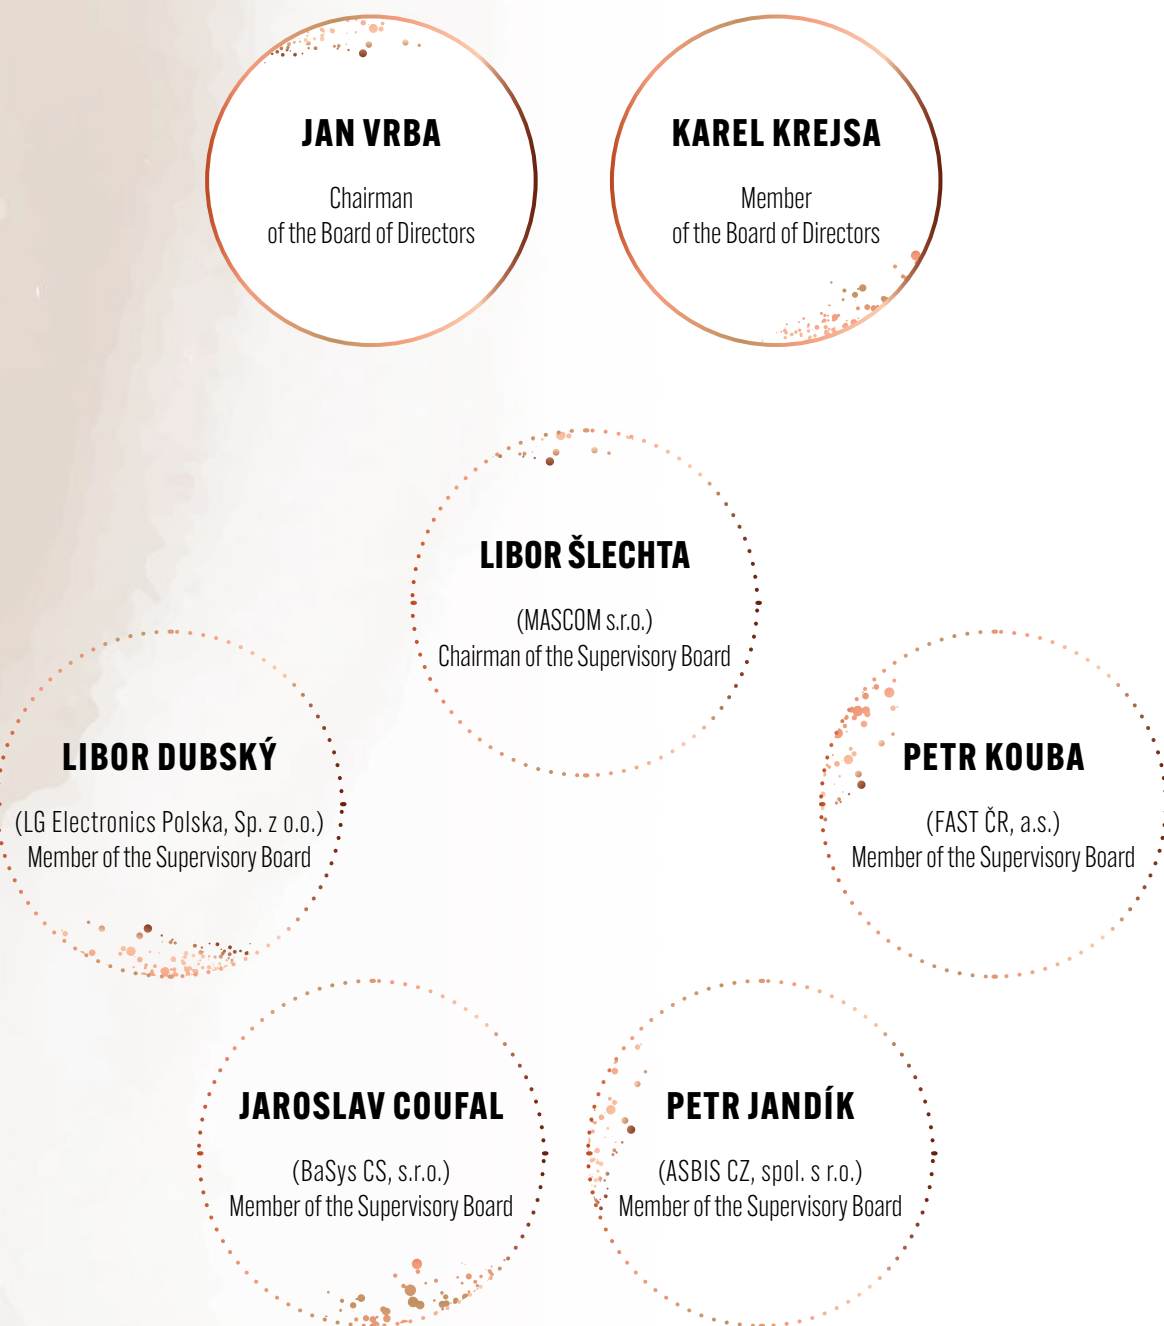 JAN VRBA
Chairman
of the Board of Directors
KAREL KREJSA
Member
of the Board of Directors
LIBOR ŠLECHTA
(MASCOM s.r.o.)
Chairman of the Supervisory Board
LIBOR DUBSKÝ
(LG Electronics Polska, Sp. z o.o.)
Member of the Supervisory Board
PETR KOUBA
(FAST ČR, a.s.)
Member of the Supervisory Board
JAROSLAV COUFAL
(BaSys CS, s.r.o.)
Member of the Supervisory Board
PETR JANDÍK
(ASBIS CZ, spol. s r.o.)
Member of the Supervisory Board